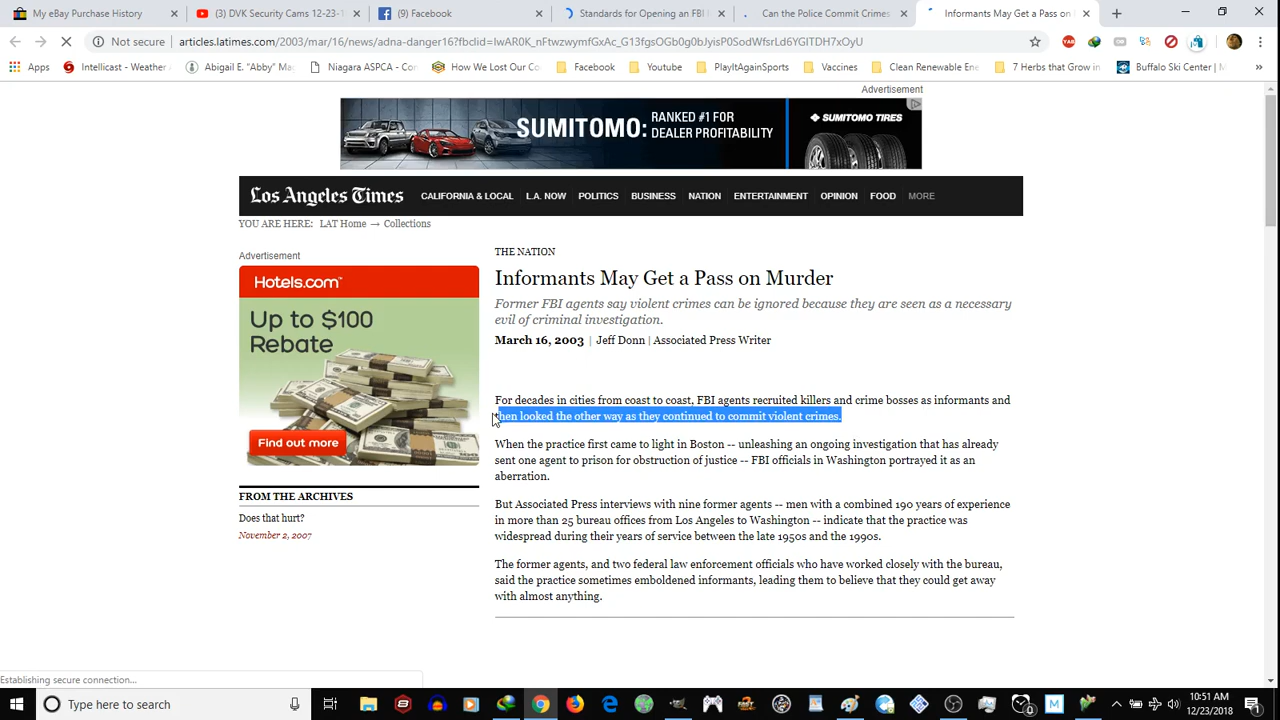 My eBay Purchase History
(3) DVK Security Cams 12-23-1
(9) Facebook
Standards for Opening an FBI I
Can the Police Commit Crimes
Informants May Get a Pass on
Not secure
articles.latimes.com/2003/mar/16/news/adna-danger16?fbclid=IwAR0K_nFtwzwymfGxAc_G13fgsOGb0g0bJyisP0SodWfsrLd6YGITDH7xOyU
Apps
Intellicast - Weather
Abigail E. "Abby" Mag
Niagara ASPCA - Com
How We Lost Our Co
Facebook
Youtube
PlayItAgainSports
Vaccines
Clean Renewable Ene
7 Herbs that Grow in
Buffalo Ski Center | M
Advertisement
SUMITOMO: RANKED #1 FOR
DEALER PROFITABILITY
SUMITOMO TIRES
Los Angeles Times
CALIFORNIA & LOCAL L.A. NOW POLITICS BUSINESS NATION ENTERTAINMENT OPINION FOOD MORE
YOU ARE HERE: LAT Home → Collections
Advertisement
Hotels.com™
Up to $100
Rebate
Find out more
FROM THE ARCHIVES
Does that hurt?
November 2, 2007
THE NATION
Informants May Get a Pass on Murder
Former FBI agents say violent crimes can be ignored because they are seen as a necessary
evil of criminal investigation.
March 16, 2003 | Jeff Donn | Associated Press Writer
For decades in cities from coast to coast, FBI agents recruited killers and crime bosses as informants and
then looked the other way as they continued to commit violent crimes.
When the practice first came to light in Boston -- unleashing an ongoing investigation that has already
sent one agent to prison for obstruction of justice -- FBI officials in Washington portrayed it as an
aberration.
But Associated Press interviews with nine former agents -- men with a combined 190 years of experience
in more than 25 bureau offices from Los Angeles to Washington -- indicate that the practice was
widespread during their years of service between the late 1950s and the 1990s.
The former agents, and two federal law enforcement officials who have worked closely with the bureau,
said the practice sometimes emboldened informants, leading them to believe that they could get away
with almost anything.
Establishing secure connection...
Type here to search
10:51 AM
12/23/2018